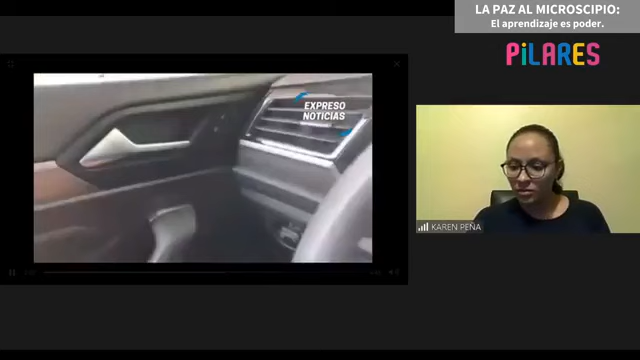 LA PAZ AL MICROSCIPIO:
El aprendizaje es poder.
PiLARES
EXPRESO
NOTICIAS
KAREN PEÑA